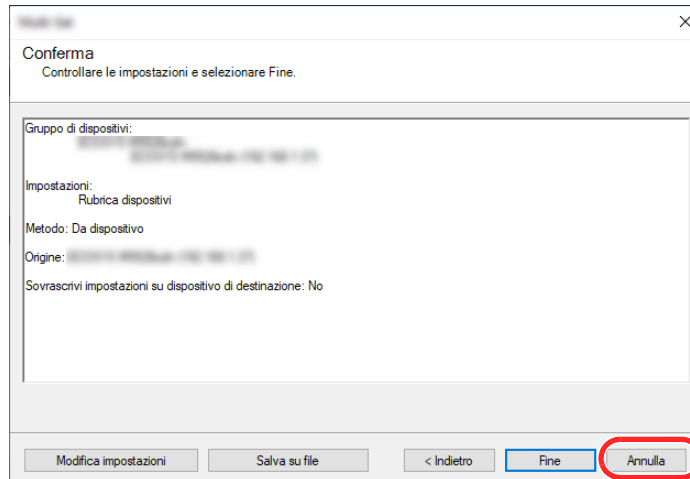 Conferma
Controllare le impostazioni e selezionare Fine.
Gruppo di dispositivi:
Impostazioni:
Rubrica dispositivi
Metodo: Da dispositivo
Origine:
Sovrascrivi impostazioni su dispositivo di destinazione: No
Modifica impostazioni
Salva su file
< Indietro
Fine
Annulla